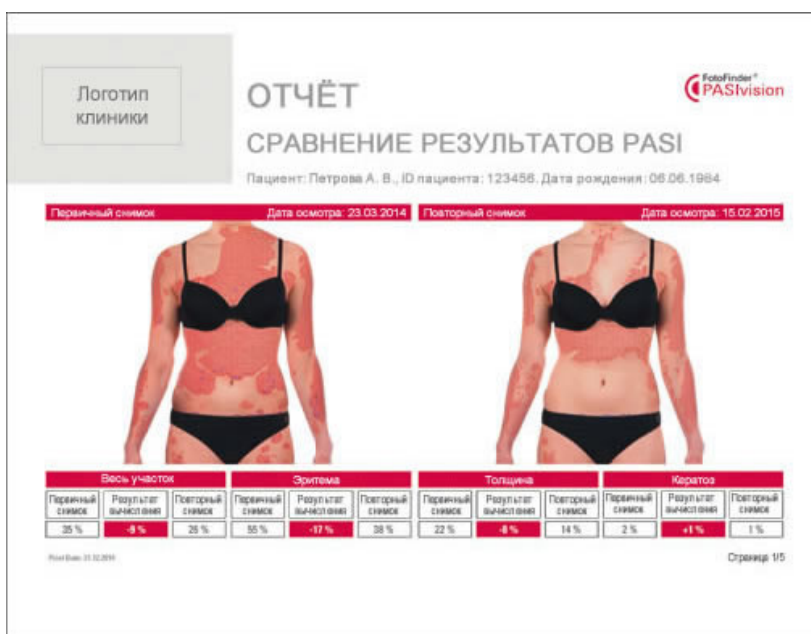 Логотип
клиники
ОТЧЁТ
FotoFinder®
PASIvision
СРАВНЕНИЕ РЕЗУЛЬТАТОВ PASI
Пациент: Петрова А. В., ID пациента: 123456. Дата рождения: 06.06.1984
Первичный снимок Дата осмотра: 23.03.2014 Повторный снимок Дата осмотра: 15.02.2015
Весь участок Эритема Толщина Кератоз
Первичный снимок Результат вычисления Повторный снимок Первичный снимок Результат вычисления Повторный снимок Первичный снимок Результат вычисления Повторный снимок Первичный снимок Результат вычисления Повторный снимок
35 % -9 % 26 % 55 % -17 % 38 % 22 % -8 % 14 % 2 % +1 % 1 %
Страница 1/5